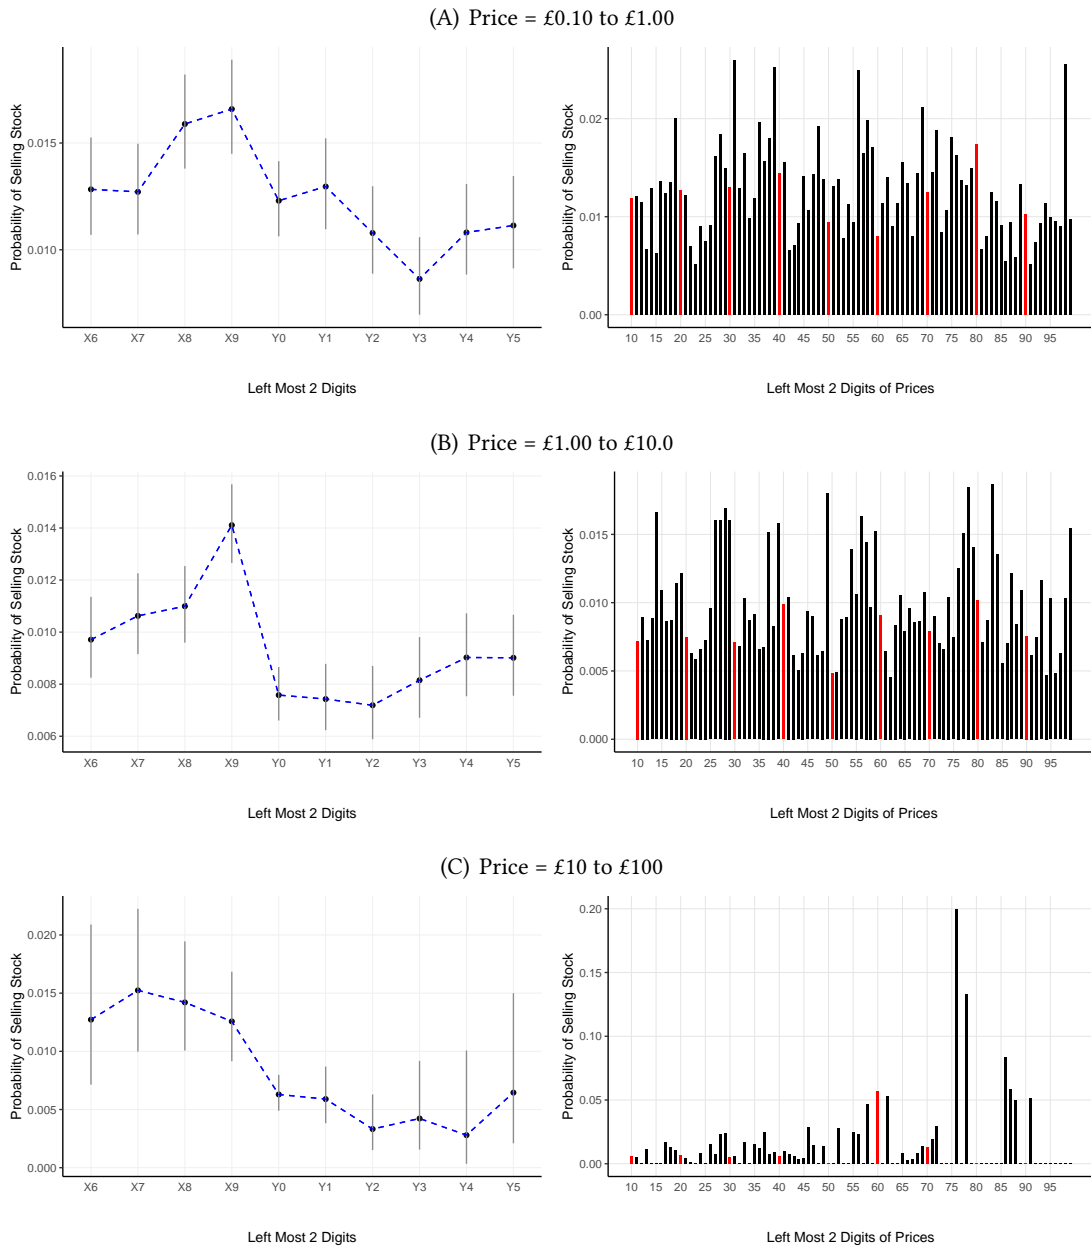 (A) Price = £0.10 to £1.00
Probability of Selling Stock
0.015
0.010
X6 X7 X8 X9 Y0 Y1 Y2 Y3 Y4 Y5
Left Most 2 Digits
Probability of Selling Stock
0.02
0.01
0.00
10 15 20 25 30 35 40 45 50 55 60 65 70 75 80 85 90 95
Left Most 2 Digits of Prices
(B) Price = £1.00 to £10.0
Probability of Selling Stock
0.016
0.014
0.012
0.010
0.008
0.006
X6 X7 X8 X9 Y0 Y1 Y2 Y3 Y4 Y5
Left Most 2 Digits
Probability of Selling Stock
0.015
0.010
0.005
0.000
10 15 20 25 30 35 40 45 50 55 60 65 70 75 80 85 90 95
Left Most 2 Digits of Prices
(C) Price = £10 to £100
Probability of Selling Stock
0.020
0.015
0.010
0.005
0.000
X6 X7 X8 X9 Y0 Y1 Y2 Y3 Y4 Y5
Left Most 2 Digits
Probability of Selling Stock
0.20
0.15
0.10
0.05
0.00
10 15 20 25 30 35 40 45 50 55 60 65 70 75 80 85 90 95
Left Most 2 Digits of Prices